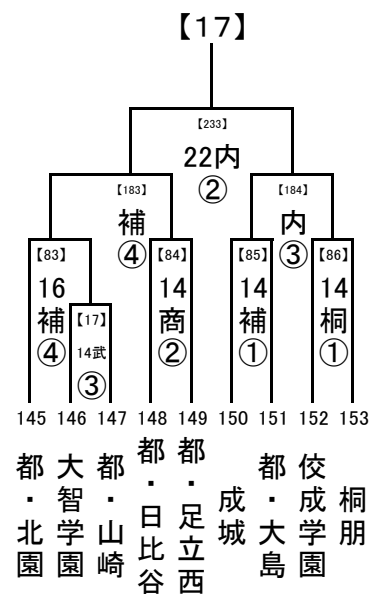 【17】
【233】
22内
②
【183】
補
④
【184】
内
③
【83】
16
補
④
【84】
14
商
②
【85】
14
補
①
【86】
14
桐
①
【17】
14武
③
145 146 147 148 149 150 151 152 153
都・北園
大智学園
都・山崎
都・日比谷
都・足立西
成城
都・大島
佼成学園
桐朋